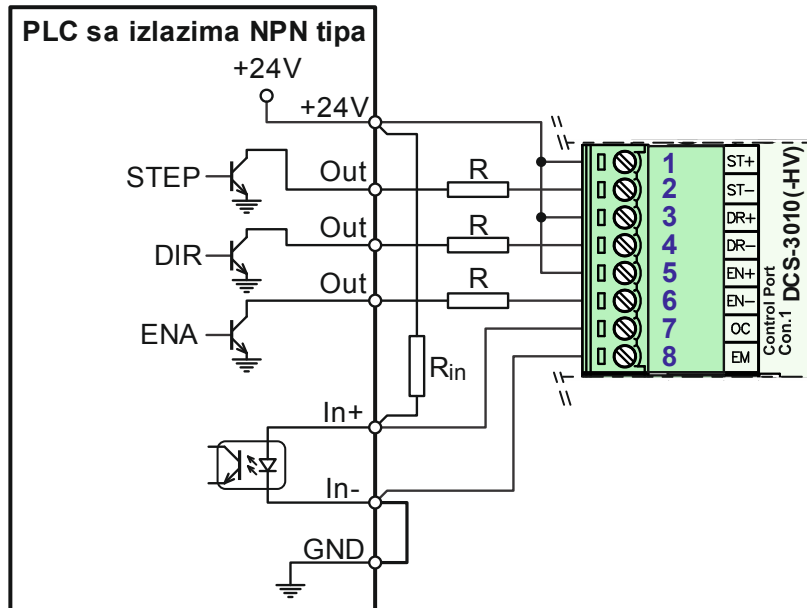 PLC sa izlazima NPN tipa
+24V
+24V
STEP
Out
R
DIR
Out
R
ENA
Out
R
Rin
In+
In-
GND
1 ST+
2 ST–
3 DR+
4 DR–
5 EN+
6 EN–
7 OC
8 EM
Control Port
Con.1 DCS-3010(-HV)